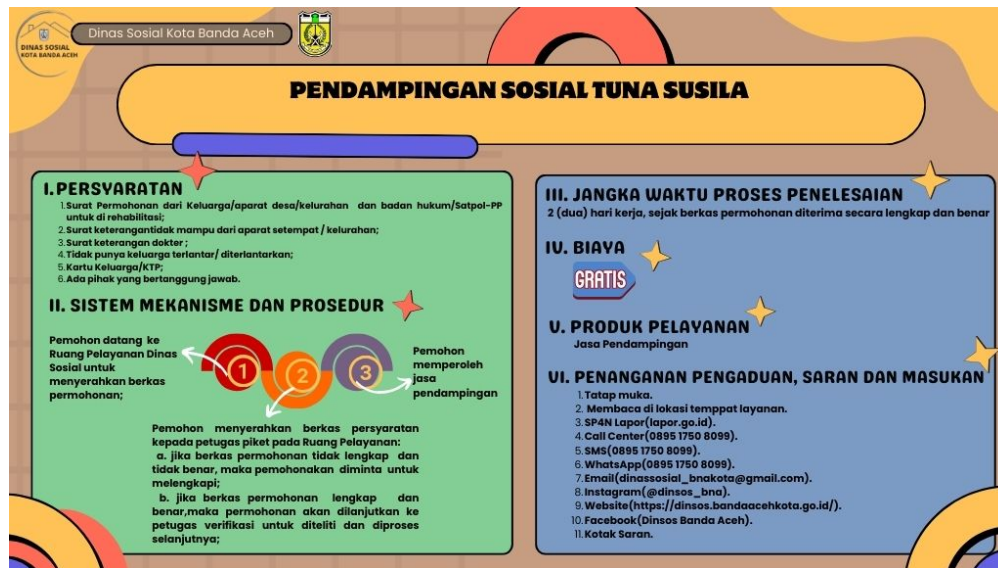 DINAS SOSIAL
KOTA BANDA ACEH
Dinas Sosial Kota Banda Aceh
PENDAMPINGAN SOSIAL TUNA SUSILA
I. PERSYARATAN
1. Surat Permohonan dari Keluarga/aparat desa/kelurahan dan badan hukum/Satpol-PP
untuk di rehabilitasi;
2. Surat keterangantidak mampu dari aparat setempat / kelurahan;
3. Surat keterangan dokter ;
4. Tidak punya keluarga terlantar/ diterlantarkan;
5. Kartu Keluarga/KTP;
6. Ada pihak yang bertanggung jawab.
II. SISTEM MEKANISME DAN PROSEDUR
Pemohon datang ke
Ruang Pelayanan Dinas
Sosial untuk
menyerahkan berkas
permohonan;
1
2
3
Pemohon
memperoleh
jasa
pendampingan
Pemohon menyerahkan berkas persyaratan
kepada petugas piket pada Ruang Pelayanan:
a. jika berkas permohonan tidak lengkap dan
tidak benar, maka pemohonakan diminta untuk
melengkapi;
b. jika berkas permohonan lengkap dan
benar,maka permohonan akan dilanjutkan ke
petugas verifikasi untuk diteliti dan diproses
selanjutnya;
III. JANGKA WAKTU PROSES PENELESAIAN
2 (dua) hari kerja, sejak berkas permohonan diterima secara lengkap dan benar
IV. BIAYA
GRATIS
V. PRODUK PELAYANAN
Jasa Pendampingan
VI. PENANGANAN PENGADUAN, SARAN DAN MASUKAN
1. Tatap muka.
2. Membaca di lokasi temppat layanan.
3. SP4N Lapor(lapor.go.id).
4. Call Center(0895 1750 8099).
5. SMS(0895 1750 8099).
6. WhatsApp(0895 1750 8099).
7. Email(dinassosial_bnakota@gmail.com).
8. Instagram(@dinsos_bna).
9. Website(https://dinsos.bandaacehkota.go.id/).
10. Facebook(Dinsos Banda Aceh).
11. Kotak Saran.